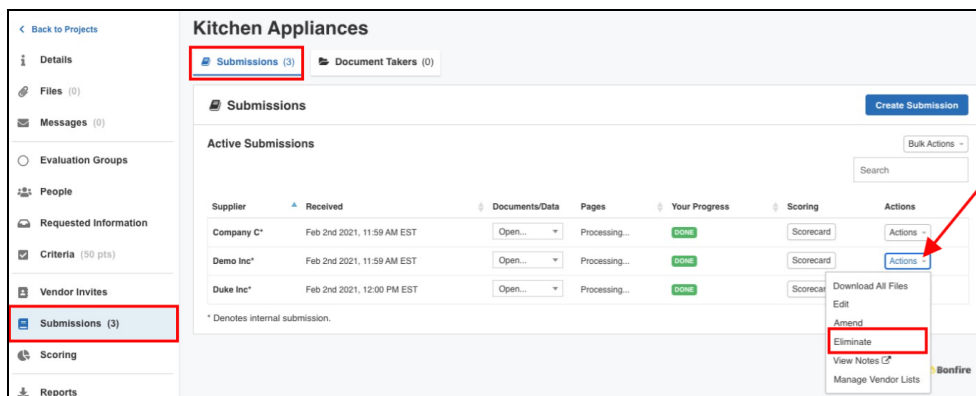 Back to Projects
Details
Files (0)
Messages (0)
Evaluation Groups
People
Requested Information
Criteria (50 pts)
Vendor Invites
Submissions (3)
Scoring
Reports
Kitchen Appliances
Submissions (3) Document Takers (0)
Submissions Create Submission
Active Submissions Bulk Actions
Search
Supplier Received Documents/Data Pages Your Progress Scoring Actions
Company C* Feb 2nd 2021, 11:59 AM EST Open... Processing... DONE Scorecard Actions
Demo Inc* Feb 2nd 2021, 11:59 AM EST Open... Processing... DONE Scorecard Actions
Duke Inc* Feb 2nd 2021, 12:00 PM EST Open... Processing... DONE Scorecar
* Denotes internal submission.
Download All Files
Edit
Amend
Eliminate
View Notes
Manage Vendor Lists
Bonfire